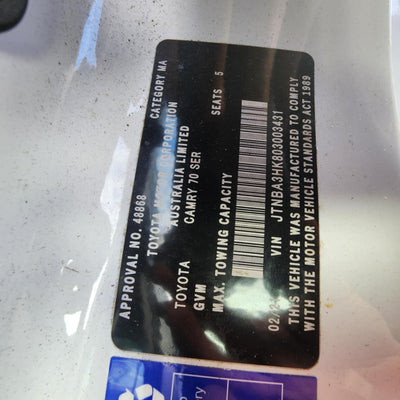 APPROVAL NO. 48868 CATEGORY MA
TOYOTA MOTOR CORPORATION
AUSTRALIA LIMITED
TOYOTA CAMRY 70 SER SEATS 5
GVM
MAX. TOWING CAPACITY
VIN JTNBA3HK803003431
THIS VEHICLE WAS MANUFACTURED TO COMPLY
WITH THE MOTOR VEHICLE STANDARDS ACT 1989